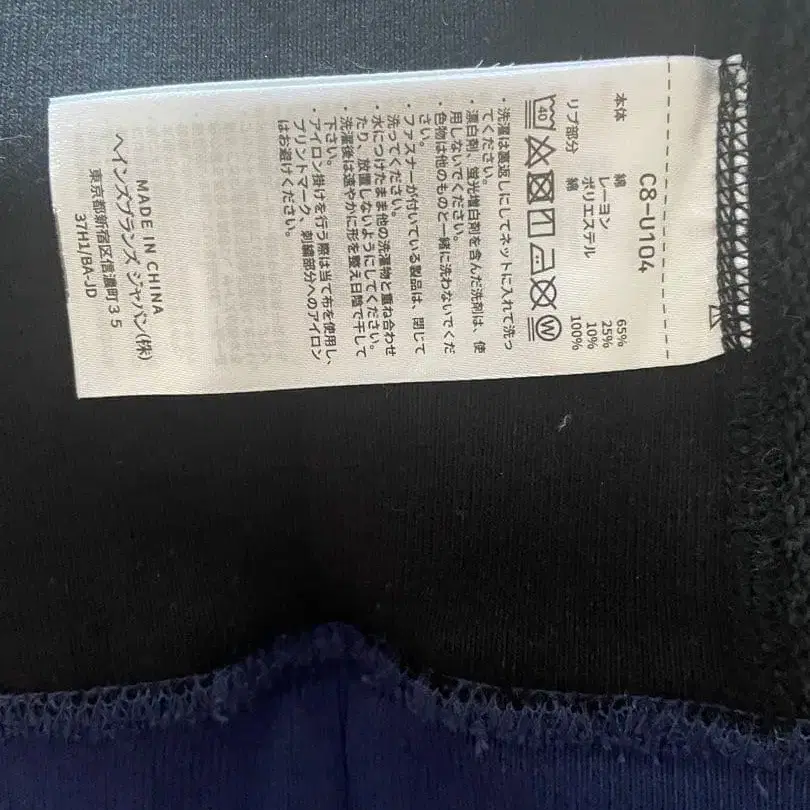 C8-U104
本体 綿 65%
レーヨン 25%
ポリエステル 10%
リブ部分 綿 100%
40 W
・洗濯は裏返しにしてネットに入れて洗っ
てください。
・漂白剤、蛍光増白剤を含んだ洗剤は、使
用しないでください。
・色物は他のものと一緒に洗わないでくだ
さい。
・ファスナーが付いている製品は、閉じて
洗ってください。
・水につけたまま他の洗濯物と重ね合わせ
たり、放置しないようにしてください。
・洗濯後は速やかに形を整え日陰で干して
下さい。
・アイロン掛けを行う際は当て布を使用し、
プリントマーク、刺繍部分へのアイロン
はお避けください。
MADE IN CHINA
ヘインズブランズ ジャパン(株)
東京都新宿区信濃町35
37H1/BA-JD